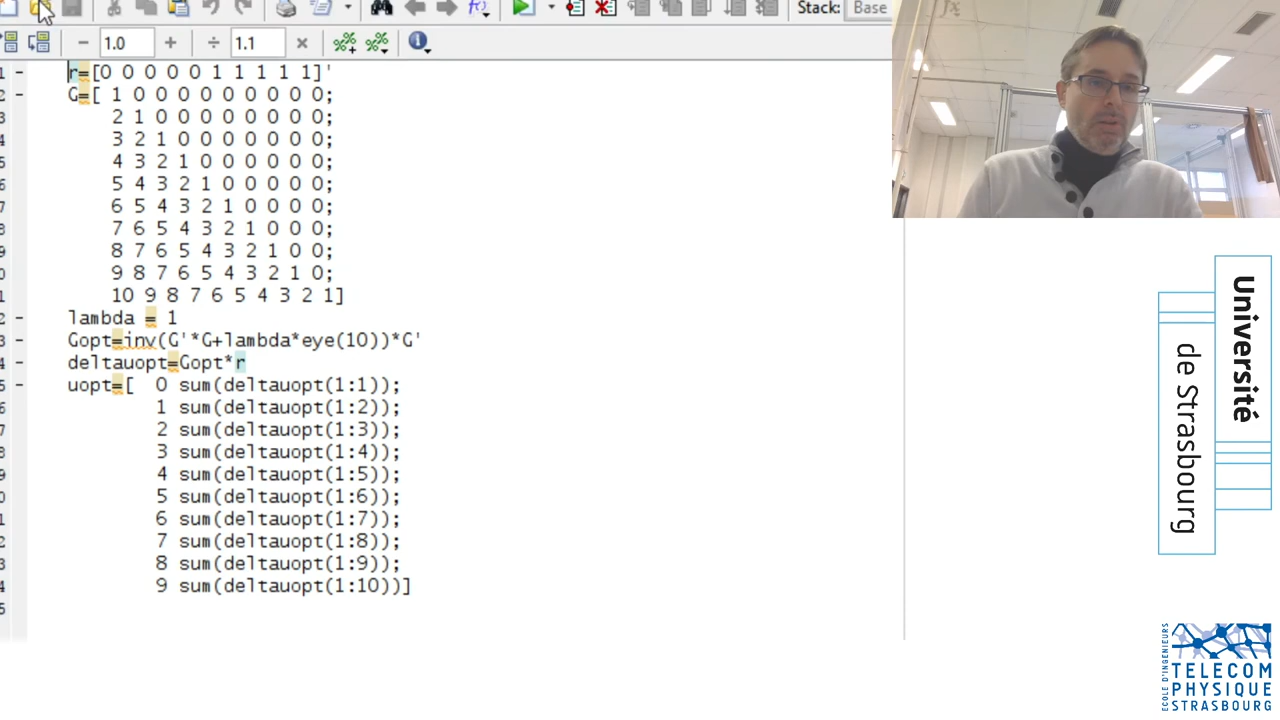 Stack: Base
− 1.0 + ÷ 1.1 ×
r=[0 0 0 0 0 1 1 1 1 1]'
G=[ 1 0 0 0 0 0 0 0 0 0;
2 1 0 0 0 0 0 0 0 0;
3 2 1 0 0 0 0 0 0 0;
4 3 2 1 0 0 0 0 0 0;
5 4 3 2 1 0 0 0 0 0;
6 5 4 3 2 1 0 0 0 0;
7 6 5 4 3 2 1 0 0 0;
8 7 6 5 4 3 2 1 0 0;
9 8 7 6 5 4 3 2 1 0;
10 9 8 7 6 5 4 3 2 1]
lambda = 1
Gopt=inv(G'*G+lambda*eye(10))*G'
deltauopt=Gopt*r
uopt=[ 0 sum(deltauopt(1:1));
1 sum(deltauopt(1:2));
2 sum(deltauopt(1:3));
3 sum(deltauopt(1:4));
4 sum(deltauopt(1:5));
5 sum(deltauopt(1:6));
6 sum(deltauopt(1:7));
7 sum(deltauopt(1:8));
8 sum(deltauopt(1:9));
9 sum(deltauopt(1:10))]
Université
de Strasbourg
ECOLE D'INGENIEURS
TELECOM
PHYSIQUE
STRASBOURG